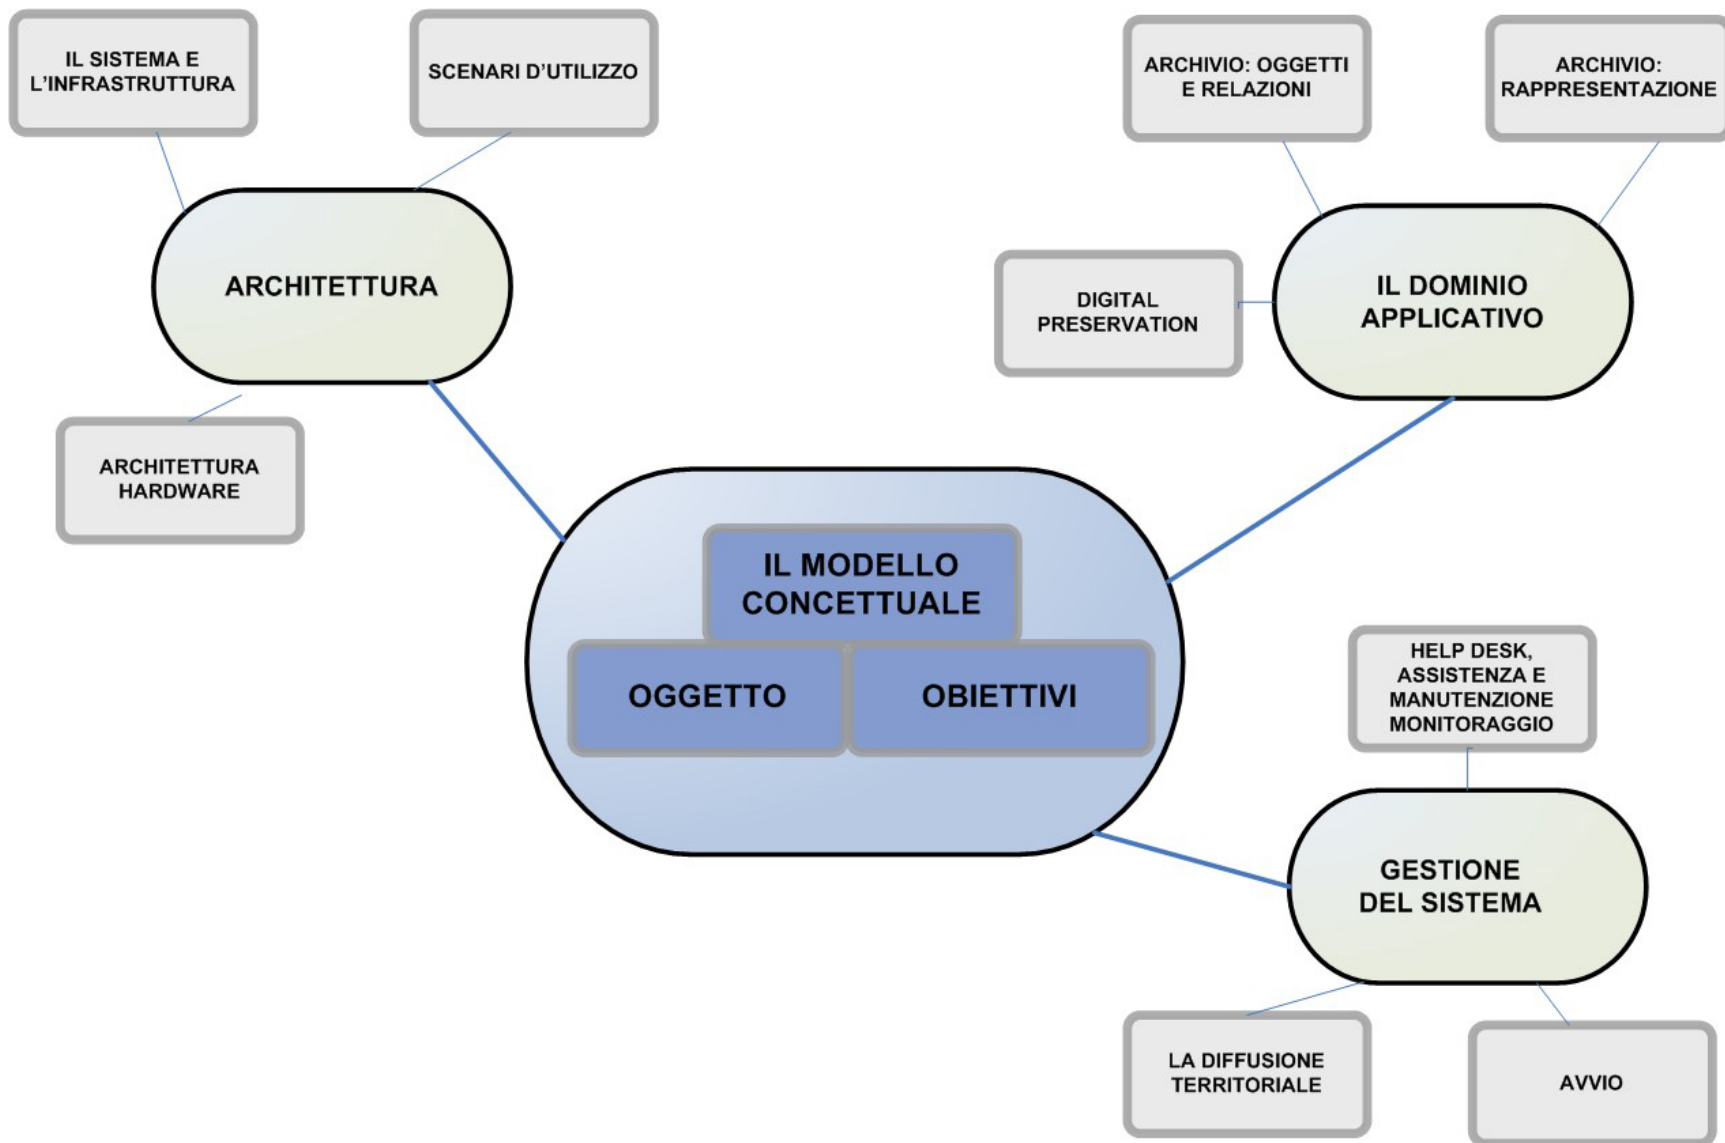 IL SISTEMA E
L'INFRASTRUTTURA
SCENARI D'UTILIZZO
ARCHITETTURA
ARCHITETTURA
HARDWARE
ARCHIVIO: OGGETTI
E RELAZIONI
ARCHIVIO:
RAPPRESENTAZIONE
DIGITAL
PRESERVATION
IL DOMINIO
APPLICATIVO
IL MODELLO
CONCETTUALE
OGGETTO
OBIETTIVI
HELP DESK,
ASSISTENZA E
MANUTENZIONE
MONITORAGGIO
GESTIONE
DEL SISTEMA
LA DIFFUSIONE
TERRITORIALE
AVVIO